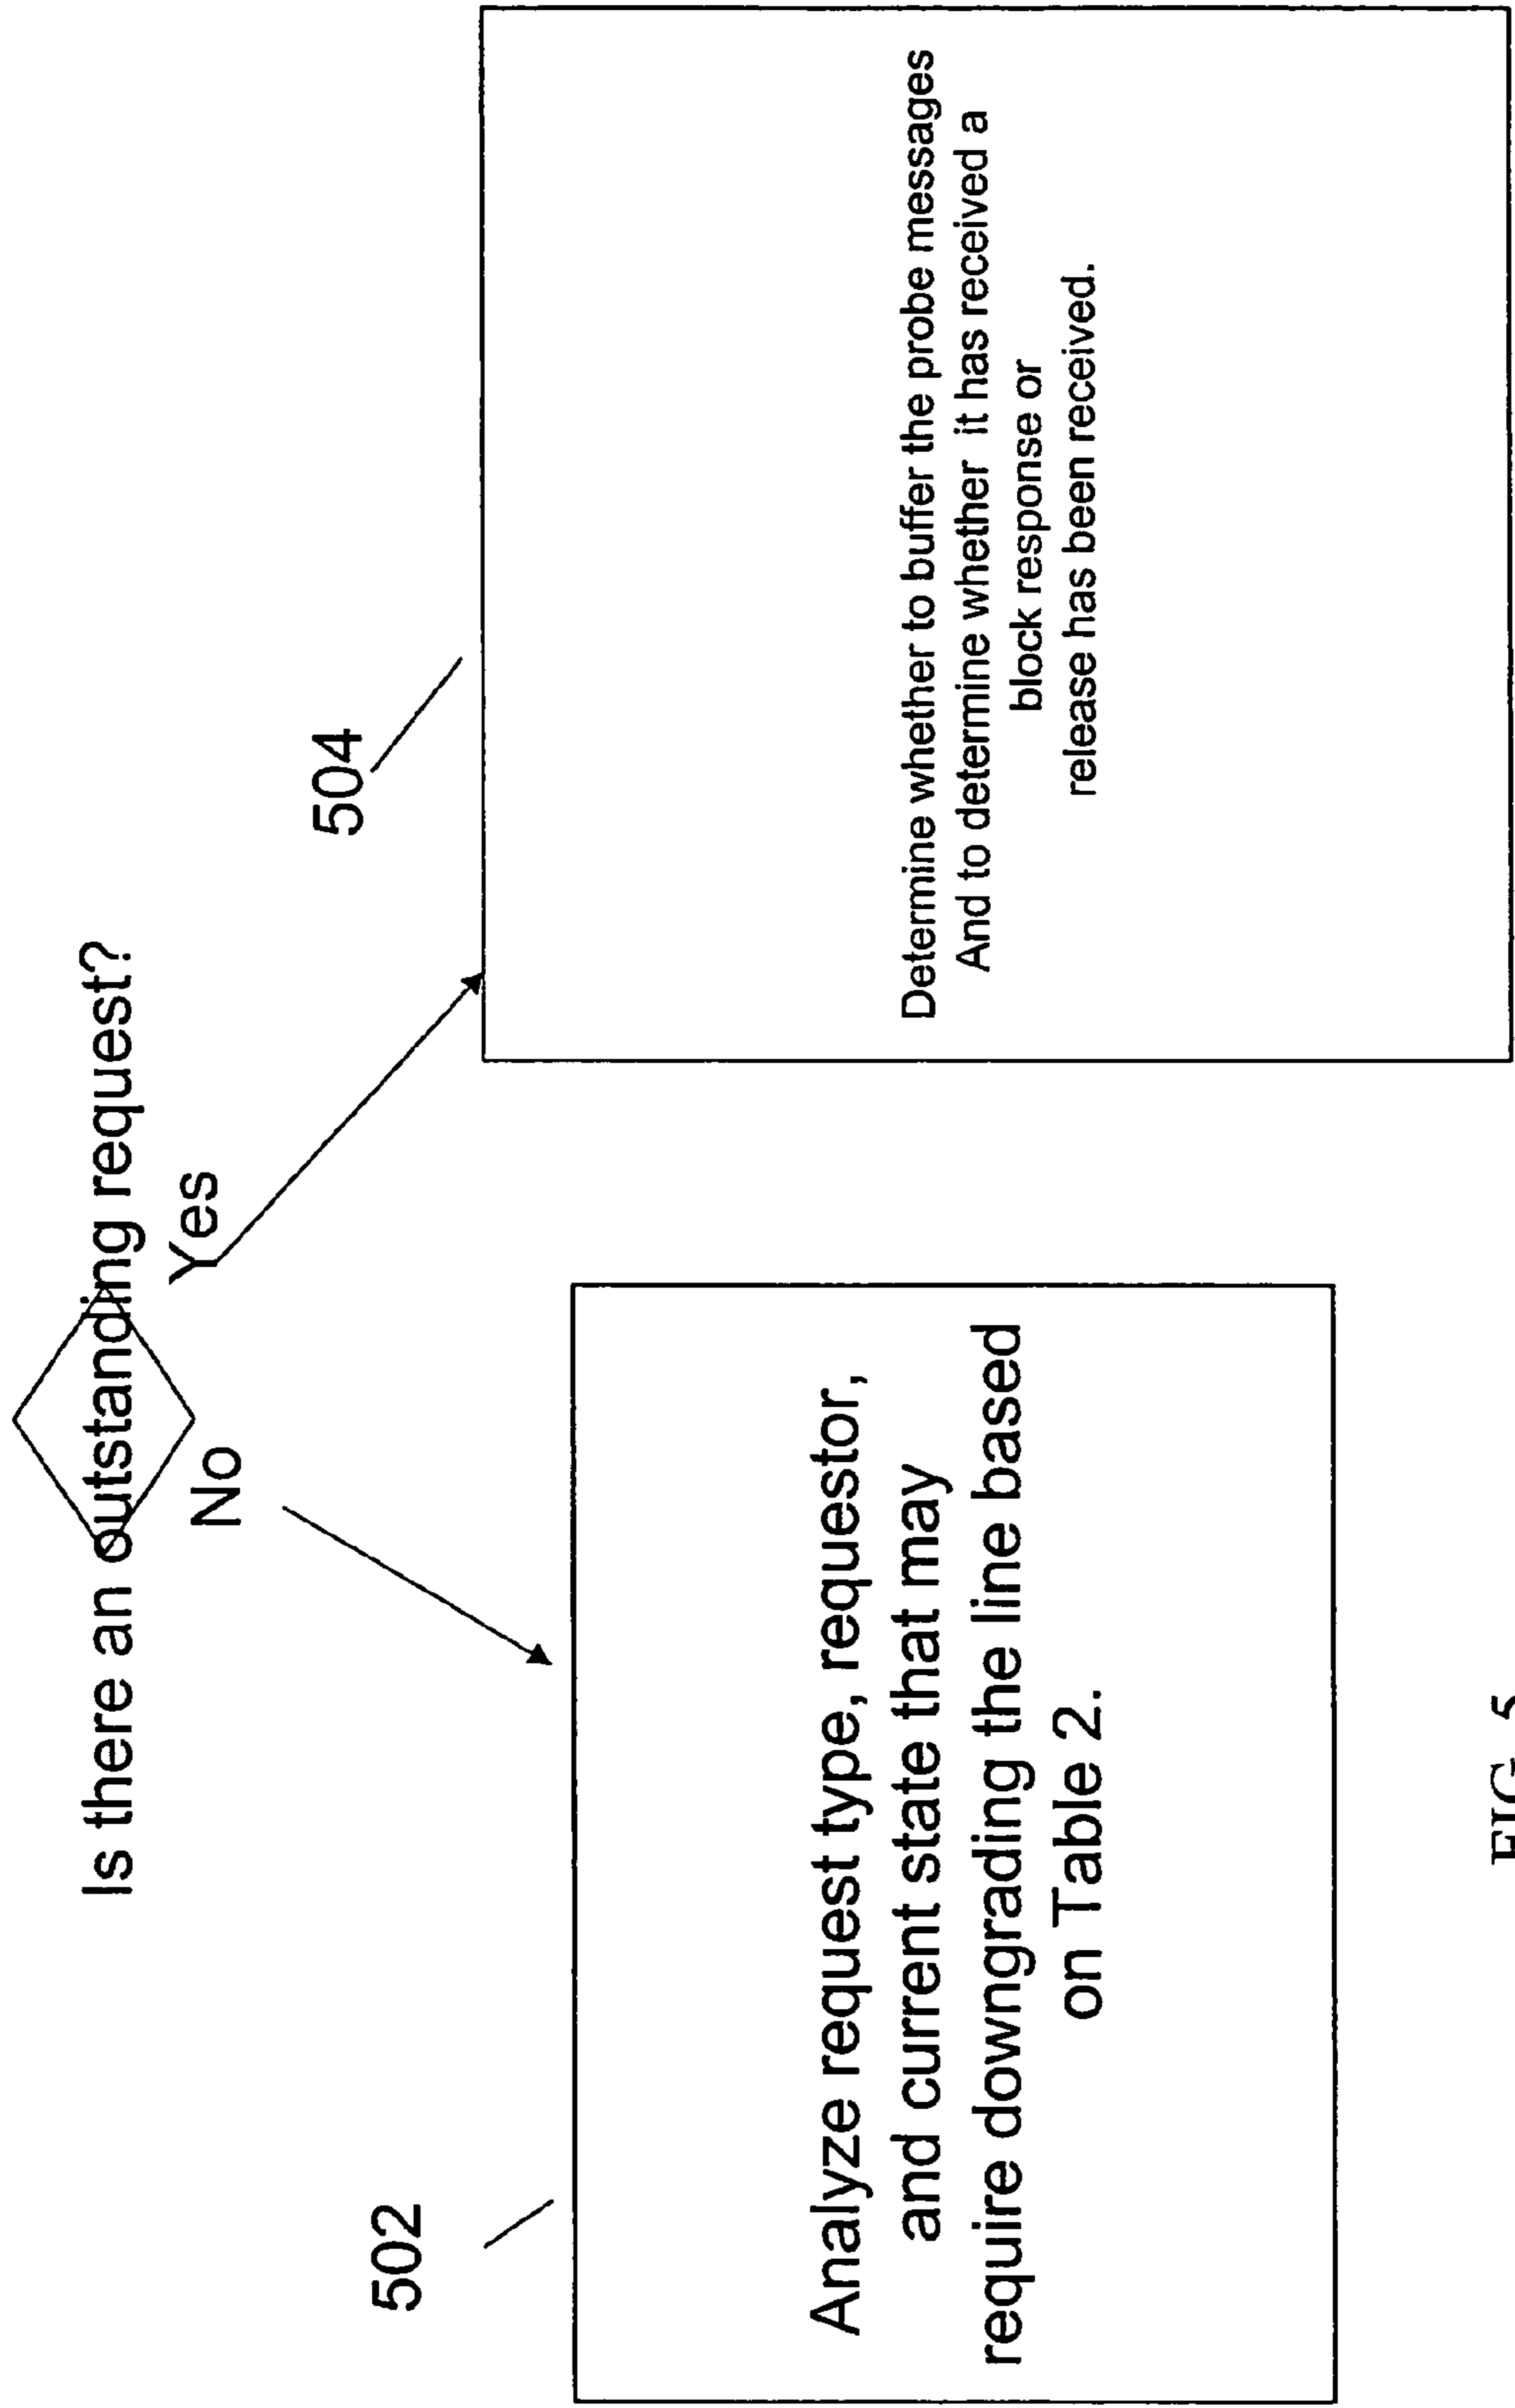 Is there an outstanding request?
Yes
No
504
502
Analyze request type, requestor,
and current state that may
require downgrading the line based
on Table 2.
Determine whether to buffer the probe messages
And to determine whether it has received a
block response or
release has been received.
FIG. 5